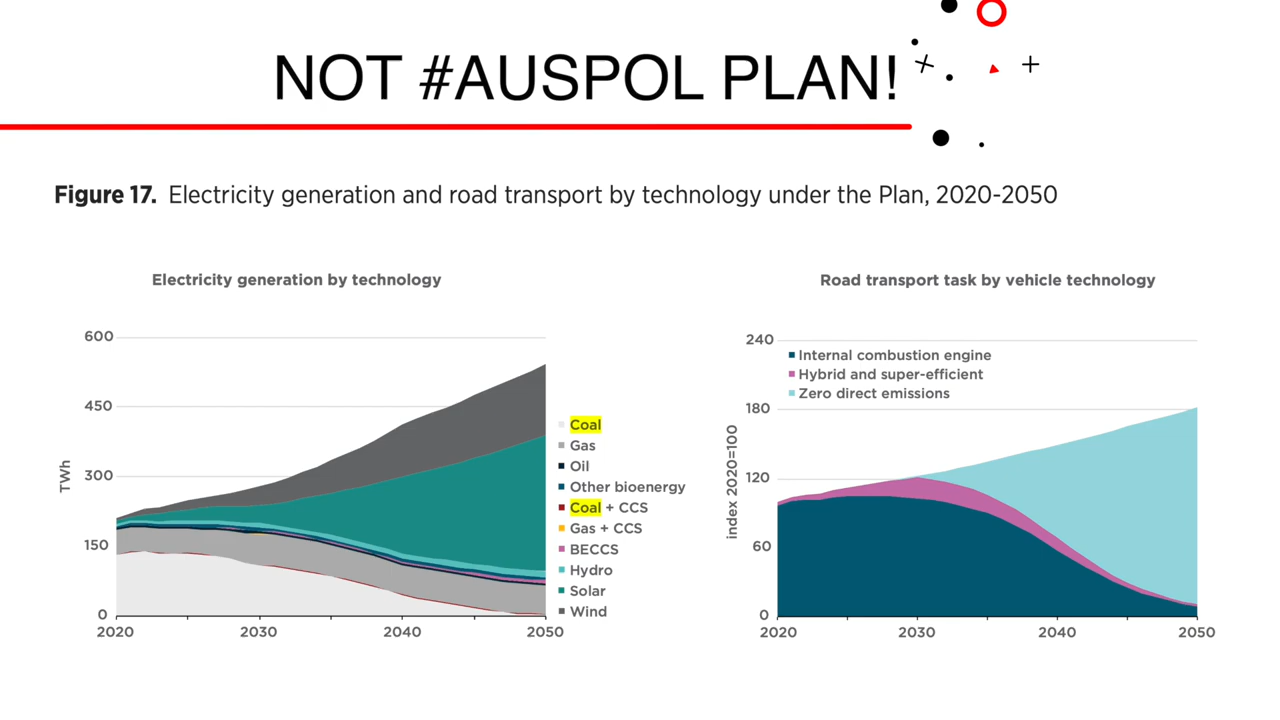 NOT #AUSPOL PLAN!
Figure 17. Electricity generation and road transport by technology under the Plan, 2020-2050
Electricity generation by technology
600
450
300
150
0
TWh
2020
2030
2040
2050
Coal
Gas
Oil
Other bioenergy
Coal + CCS
Gas + CCS
BECCS
Hydro
Solar
Wind
Road transport task by vehicle technology
240
180
120
60
0
index 2020=100
Internal combustion engine
Hybrid and super-efficient
Zero direct emissions
2020
2030
2040
2050